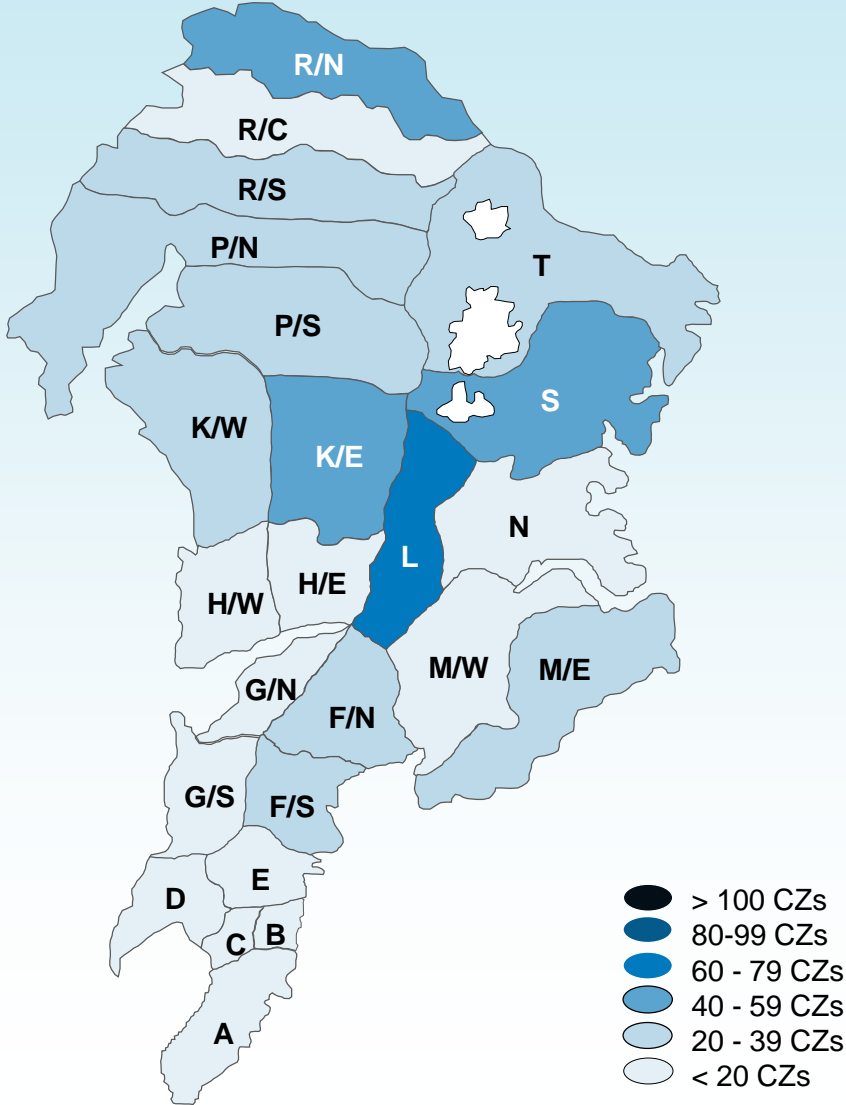 R/N
R/C
R/S
P/N
T
P/S
S
K/W
K/E
N
L
H/E
H/W
M/W
M/E
G/N
F/N
G/S
F/S
E
D
B
C
A
> 100 CZs
80-99 CZs
60 - 79 CZs
40 - 59 CZs
20 - 39 CZs
< 20 CZs